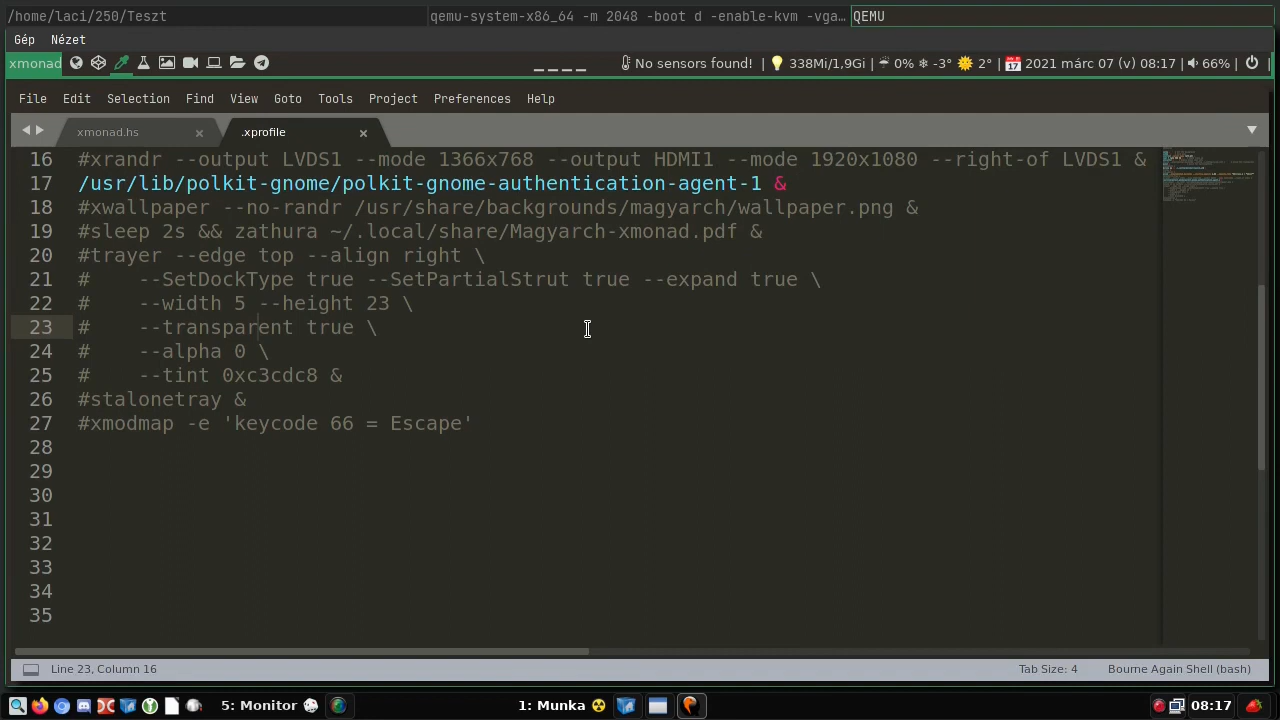 /home/laci/250/Teszt
qemu-system-x86_64 -m 2048 -boot d -enable-kvm -vga…
QEMU
Gép Nézet
xmonad
No sensors found! | 338Mi/1,9Gi | 0% -3° 2° | 2021 márc 07 (v) 08:17 | 66% |
File Edit Selection Find View Goto Tools Project Preferences Help
xmonad.hs × .xprofile ×
16 #xrandr --output LVDS1 --mode 1366x768 --output HDMI1 --mode 1920x1080 --right-of LVDS1 &
17 /usr/lib/polkit-gnome/polkit-gnome-authentication-agent-1 &
18 #xwallpaper --no-randr /usr/share/backgrounds/magyarch/wallpaper.png &
19 #sleep 2s && zathura ~/.local/share/Magyarch-xmonad.pdf &
20 #trayer --edge top --align right \
21 #    --SetDockType true --SetPartialStrut true --expand true \
22 #    --width 5 --height 23 \
23 #    --transparent true \
24 #    --alpha 0 \
25 #    --tint 0xc3cdc8 &
26 #stalonetray &
27 #xmodmap -e 'keycode 66 = Escape'
28
29
30
31
32
33
34
35
Line 23, Column 16
Tab Size: 4
Bourne Again Shell (bash)
5: Monitor
1: Munka
08:17